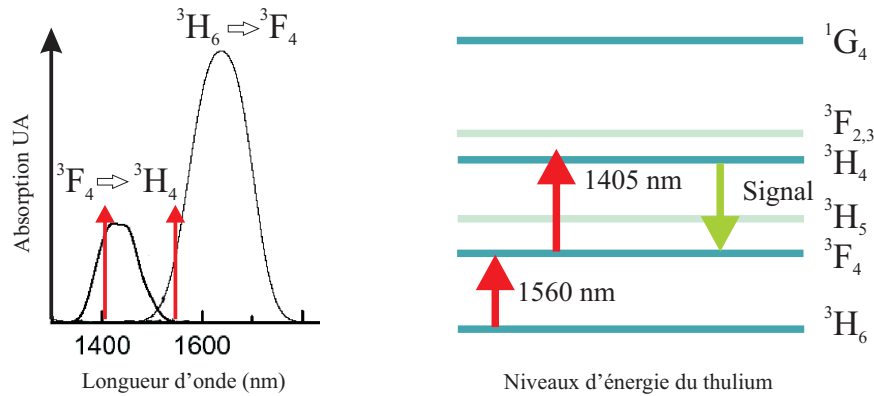 ³H₆ ⇨ ³F₄
Absorption UA
³F₄ ⇨ ³H₄
1400 1600
Longueur d’onde (nm)
¹G₄
³F₂,₃
³H₄
1405 nm
Signal
³H₅
³F₄
1560 nm
³H₆
Niveaux d’énergie du thulium